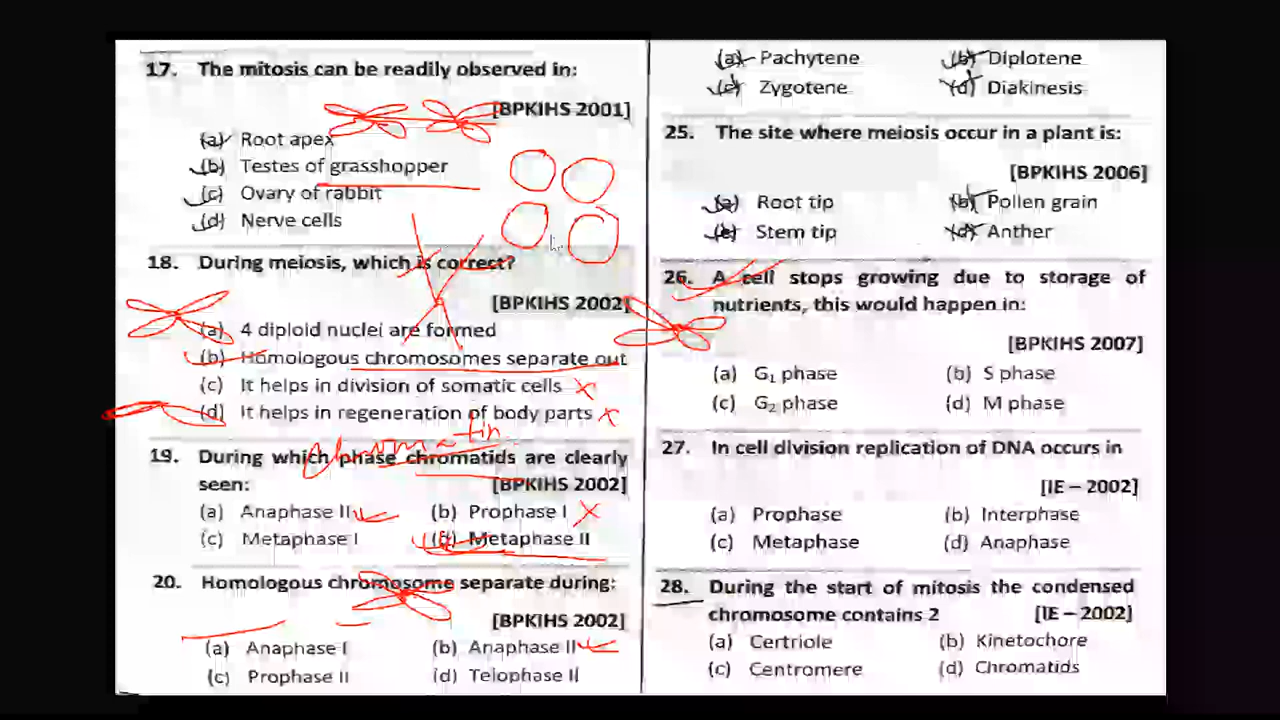 17. The mitosis can be readily observed in:
[BPKIHS 2001]
(a) Root apex
(b) Testes of grasshopper
(c) Ovary of rabbit
(d) Nerve cells
18. During meiosis, which is correct?
[BPKIHS 2002]
(a) 4 diploid nuclei are formed
(b) Homologous chromosomes separate out
(c) It helps in division of somatic cells
(d) It helps in regeneration of body parts
chromatin
19. During which phase chromatids are clearly
seen: [BPKIHS 2002]
(a) Anaphase II (b) Prophase I
(c) Metaphase I (d) Metaphase II
20. Homologous chromosome separate during:
[BPKIHS 2002]
(a) Anaphase I (b) Anaphase II
(c) Prophase II (d) Telophase II
(a) Pachytene (b) Diplotene
(c) Zygotene (d) Diakinesis
25. The site where meiosis occur in a plant is:
[BPKIHS 2006]
(a) Root tip (b) Pollen grain
(c) Stem tip (d) Anther
26. A cell stops growing due to storage of
nutrients, this would happen in:
[BPKIHS 2007]
(a) G₁ phase (b) S phase
(c) G₂ phase (d) M phase
27. In cell division replication of DNA occurs in
[IE – 2002]
(a) Prophase (b) Interphase
(c) Metaphase (d) Anaphase
28. During the start of mitosis the condensed
chromosome contains 2 [IE – 2002]
(a) Certriole (b) Kinetochore
(c) Centromere (d) Chromatids